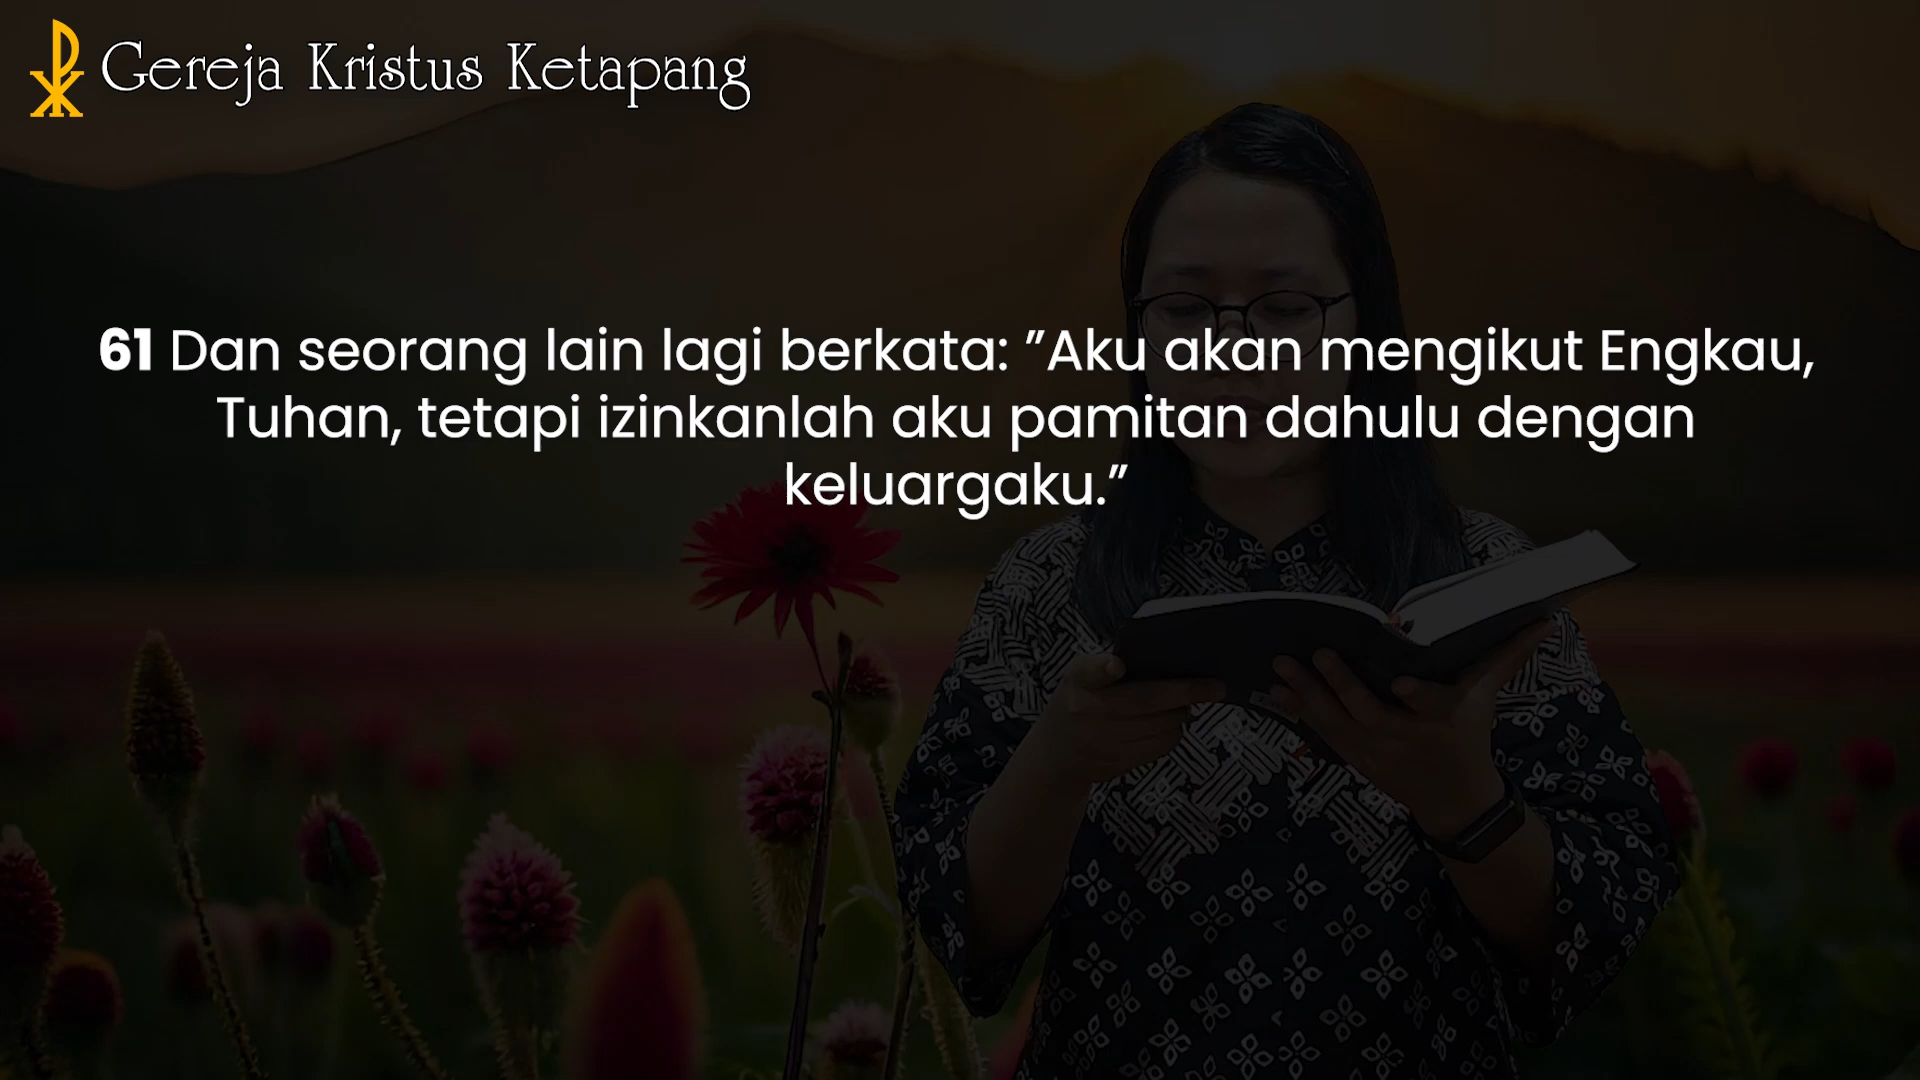 Gereja Kristus Ketapang
61 Dan seorang lain lagi berkata: ”Aku akan mengikut Engkau,
Tuhan, tetapi izinkanlah aku pamitan dahulu dengan
keluargaku.”